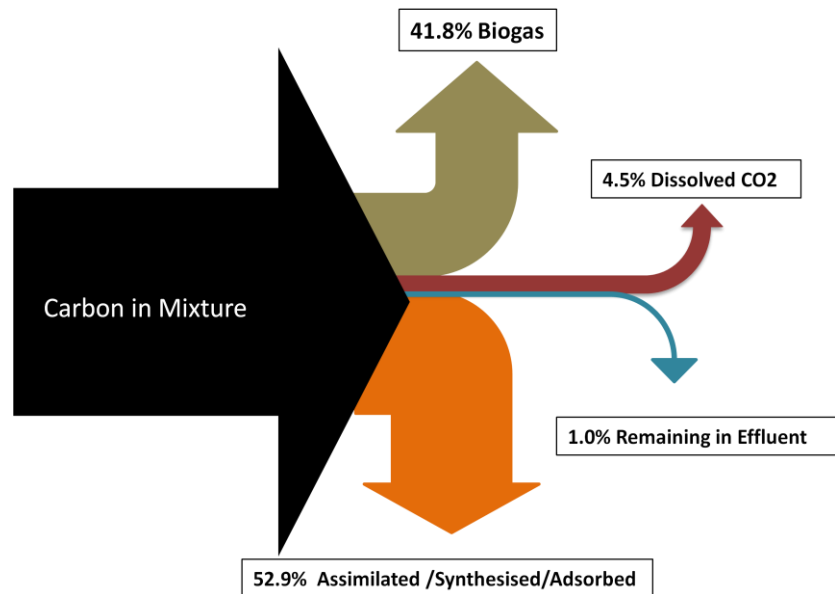 41.8% Biogas
4.5% Dissolved CO2
Carbon in Mixture
1.0% Remaining in Effluent
52.9% Assimilated /Synthesised/Adsorbed